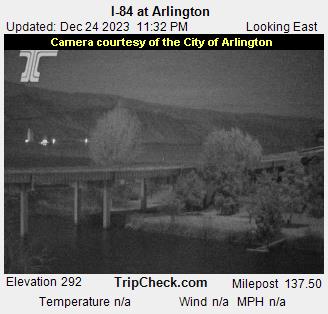 I-84 at Arlington
Updated: Dec 24 2023 11:32 PM Looking East
Camera courtesy of the City of Arlington
Elevation 292 TripCheck.com Milepost 137.50
Temperature n/a Wind n/a MPH n/a